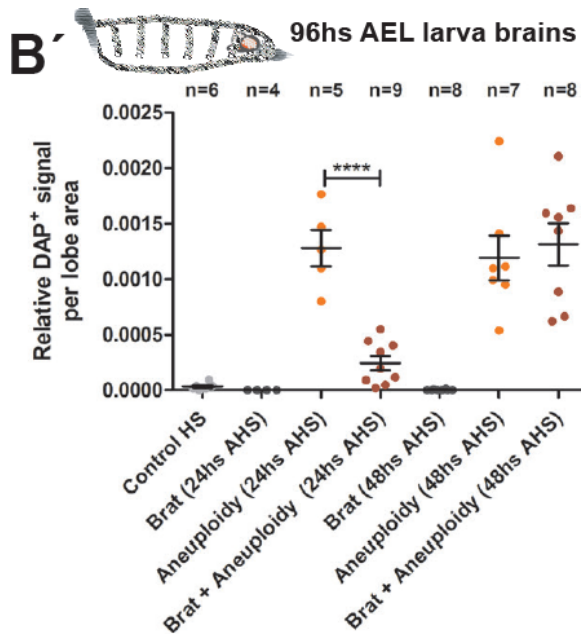 B´
96hs AEL larva brains
n=6 n=4 n=5 n=9 n=8 n=7 n=8
Relative DAP⁺ signal
per lobe area
0.0025
0.0020
0.0015
0.0010
0.0005
0.0000
****
Control HS
Brat (24hs AHS)
Aneuploidy (24hs AHS)
Brat + Aneuploidy (24hs AHS)
Brat (48hs AHS)
Aneuploidy (48hs AHS)
Brat + Aneuploidy (48hs AHS)